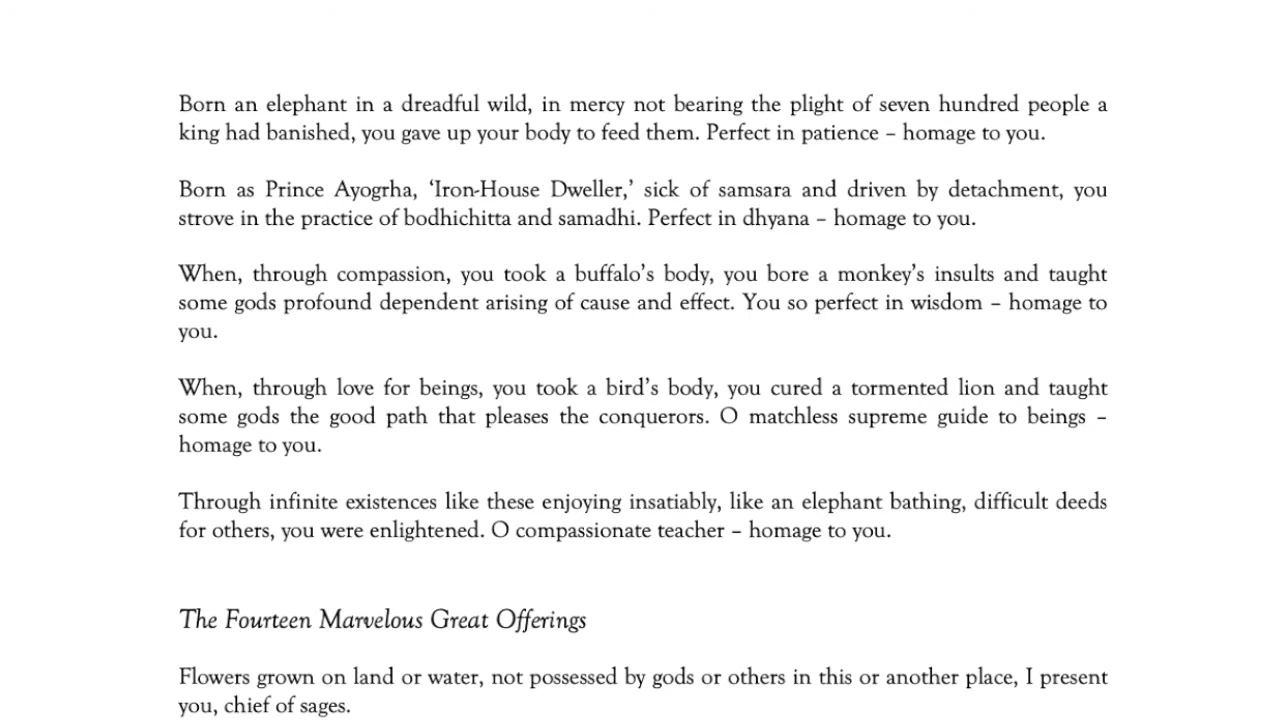 Born an elephant in a dreadful wild, in mercy not bearing the plight of seven hundred people a
king had banished, you gave up your body to feed them. Perfect in patience – homage to you.
Born as Prince Ayogrha, ‘Iron-House Dweller,’ sick of samsara and driven by detachment, you
strove in the practice of bodhichitta and samadhi. Perfect in dhyana – homage to you.
When, through compassion, you took a buffalo’s body, you bore a monkey’s insults and taught
some gods profound dependent arising of cause and effect. You so perfect in wisdom – homage to
you.
When, through love for beings, you took a bird’s body, you cured a tormented lion and taught
some gods the good path that pleases the conquerors. O matchless supreme guide to beings –
homage to you.
Through infinite existences like these enjoying insatiably, like an elephant bathing, difficult deeds
for others, you were enlightened. O compassionate teacher – homage to you.
The Fourteen Marvelous Great Offerings
Flowers grown on land or water, not possessed by gods or others in this or another place, I present
you, chief of sages.